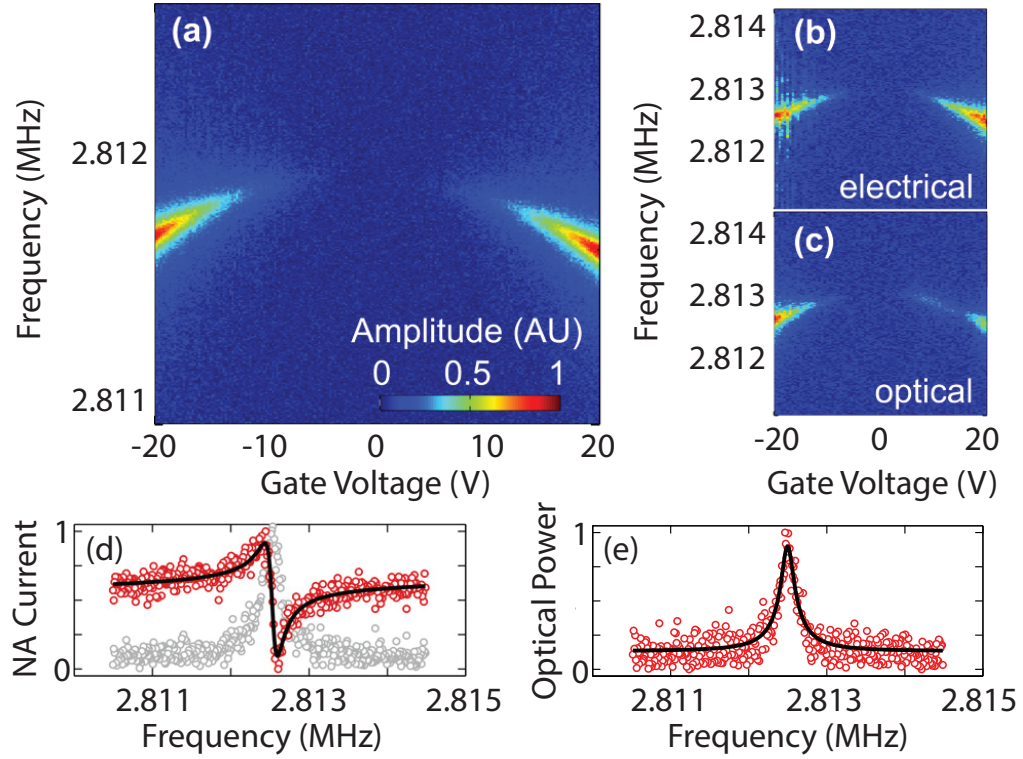 (a)
Frequency (MHz)
2.812
2.811
Amplitude (AU)
0 0.5 1
-20 -10 0 10 20
Gate Voltage (V)
(b)
2.814
2.813
2.812
electrical
Frequency (MHz)
(c)
2.814
2.813
2.812
optical
-20 0 20
Gate Voltage (V)
(d)
NA Current
1
0
2.811 2.813 2.815
Frequency (MHz)
(e)
Optical Power
1
0
2.811 2.813 2.815
Frequency (MHz)